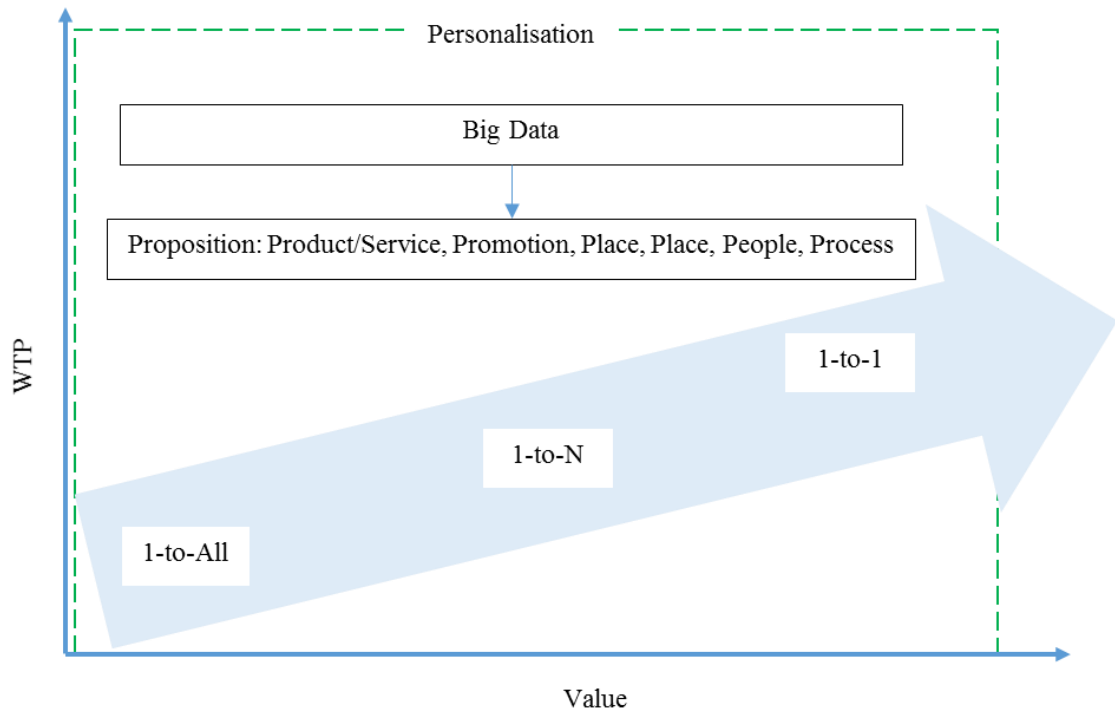 Personalisation
Big Data
Proposition: Product/Service, Promotion, Place, Place, People, Process
WTP
1-to-1
1-to-N
1-to-All
Value